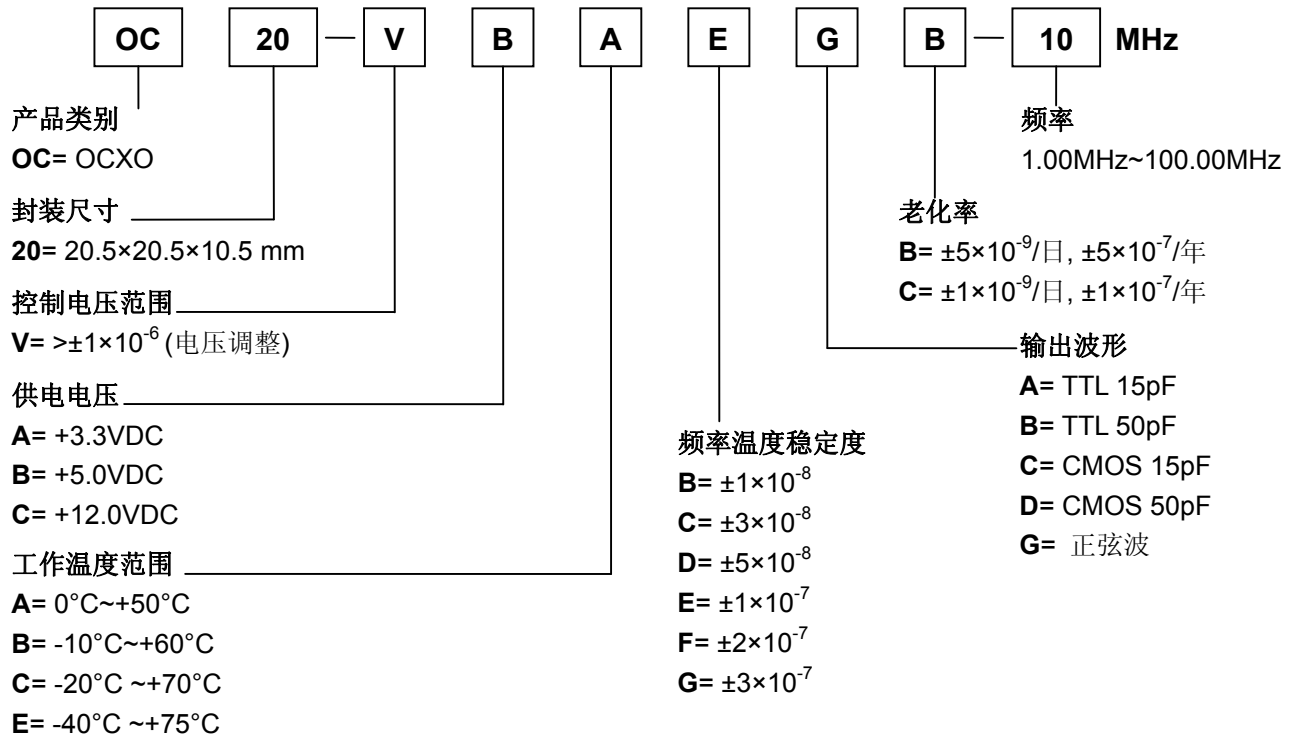 OC 20 — V B A E G B — 10 MHz
产品类别
OC= OCXO
封装尺寸
20= 20.5×20.5×10.5 mm
控制电压范围
V= >±1×10⁻⁶ (电压调整)
供电电压
A= +3.3VDC
B= +5.0VDC
C= +12.0VDC
工作温度范围
A= 0°C~+50°C
B= -10°C~+60°C
C= -20°C ~+70°C
E= -40°C ~+75°C
频率温度稳定度
B= ±1×10⁻⁸
C= ±3×10⁻⁸
D= ±5×10⁻⁸
E= ±1×10⁻⁷
F= ±2×10⁻⁷
G= ±3×10⁻⁷
频率
1.00MHz~100.00MHz
老化率
B= ±5×10⁻⁹/日, ±5×10⁻⁷/年
C= ±1×10⁻⁹/日, ±1×10⁻⁷/年
输出波形
A= TTL 15pF
B= TTL 50pF
C= CMOS 15pF
D= CMOS 50pF
G= 正弦波